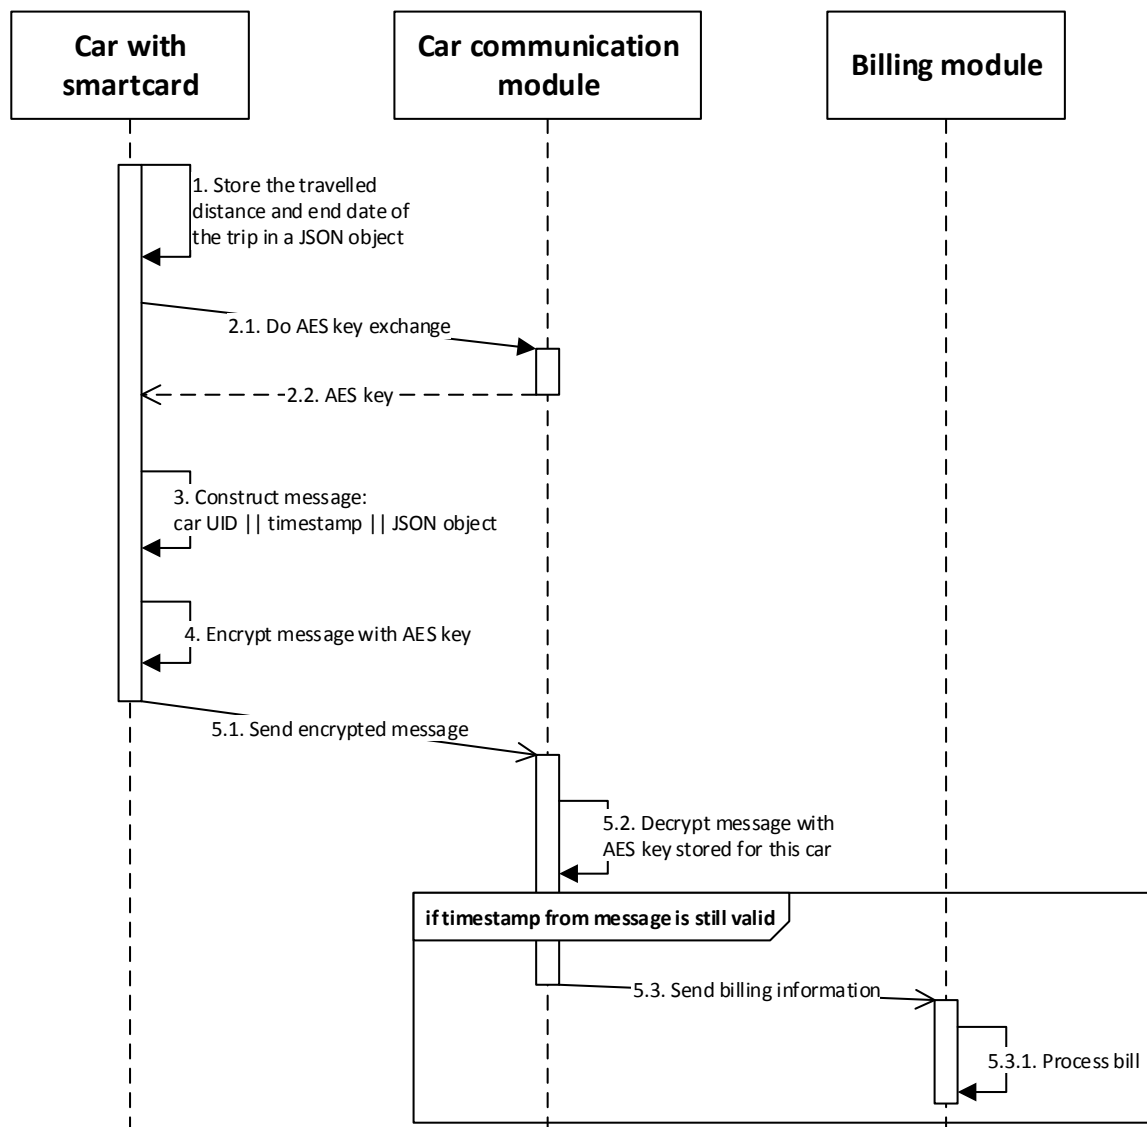 Car with
smartcard
Car communication
module
Billing module
1. Store the travelled
distance and end date of
the trip in a JSON object
2.1. Do AES key exchange
2.2. AES key
3. Construct message:
car UID || timestamp || JSON object
4. Encrypt message with AES key
5.1. Send encrypted message
5.2. Decrypt message with
AES key stored for this car
if timestamp from message is still valid
5.3. Send billing information
5.3.1. Process bill